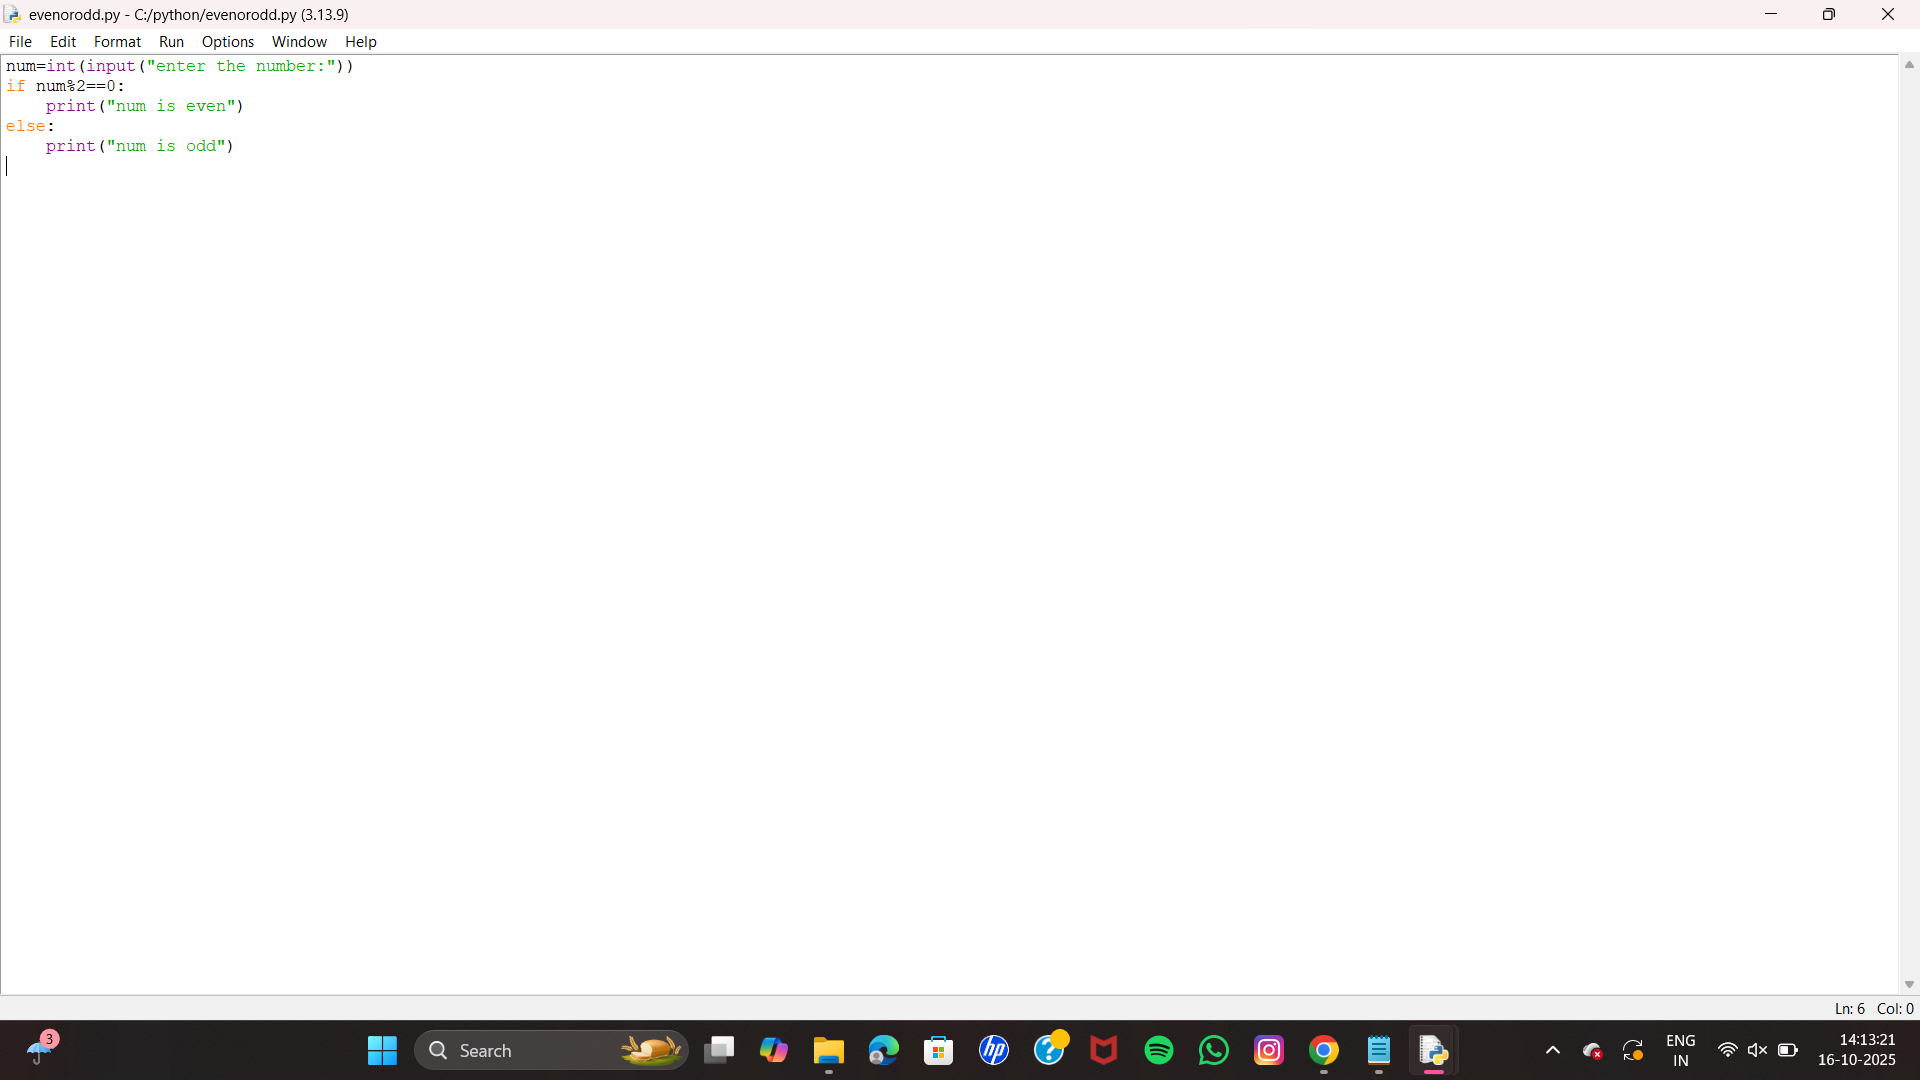 evenorodd.py - C:/python/evenorodd.py (3.13.9)
File Edit Format Run Options Window Help
num=int(input("enter the number:"))
if num%2==0:
    print("num is even")
else:
    print("num is odd")
Ln: 6 Col: 0
3
Search
hp
ENG
IN
14:13:21
16-10-2025